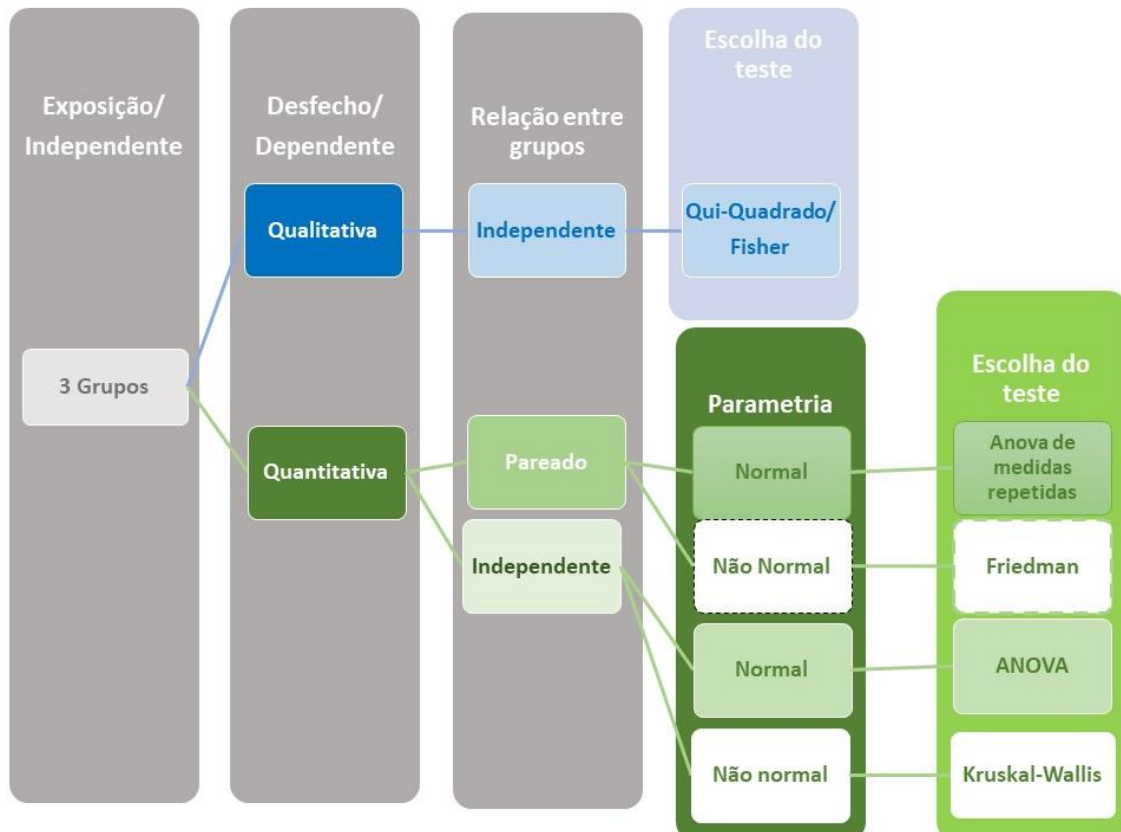 Exposição/
Independente
3 Grupos
Desfecho/
Dependente
Qualitativa
Quantitativa
Relação entre
grupos
Independente
Pareado
Independente
Escolha do
teste
Qui-Quadrado/
Fisher
Parametria
Normal
Não Normal
Normal
Não normal
Escolha do
teste
Anova de
medidas
repetidas
Friedman
ANOVA
Kruskal-Wallis